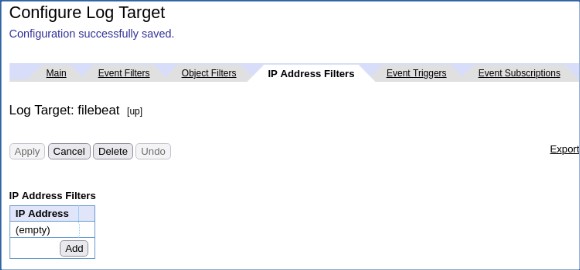 Configure Log Target
Configuration successfully saved.
Main Event Filters Object Filters IP Address Filters Event Triggers Event Subscriptions
Log Target: filebeat [up]
Apply Cancel Delete Undo Export
IP Address Filters
IP Address
(empty)
Add